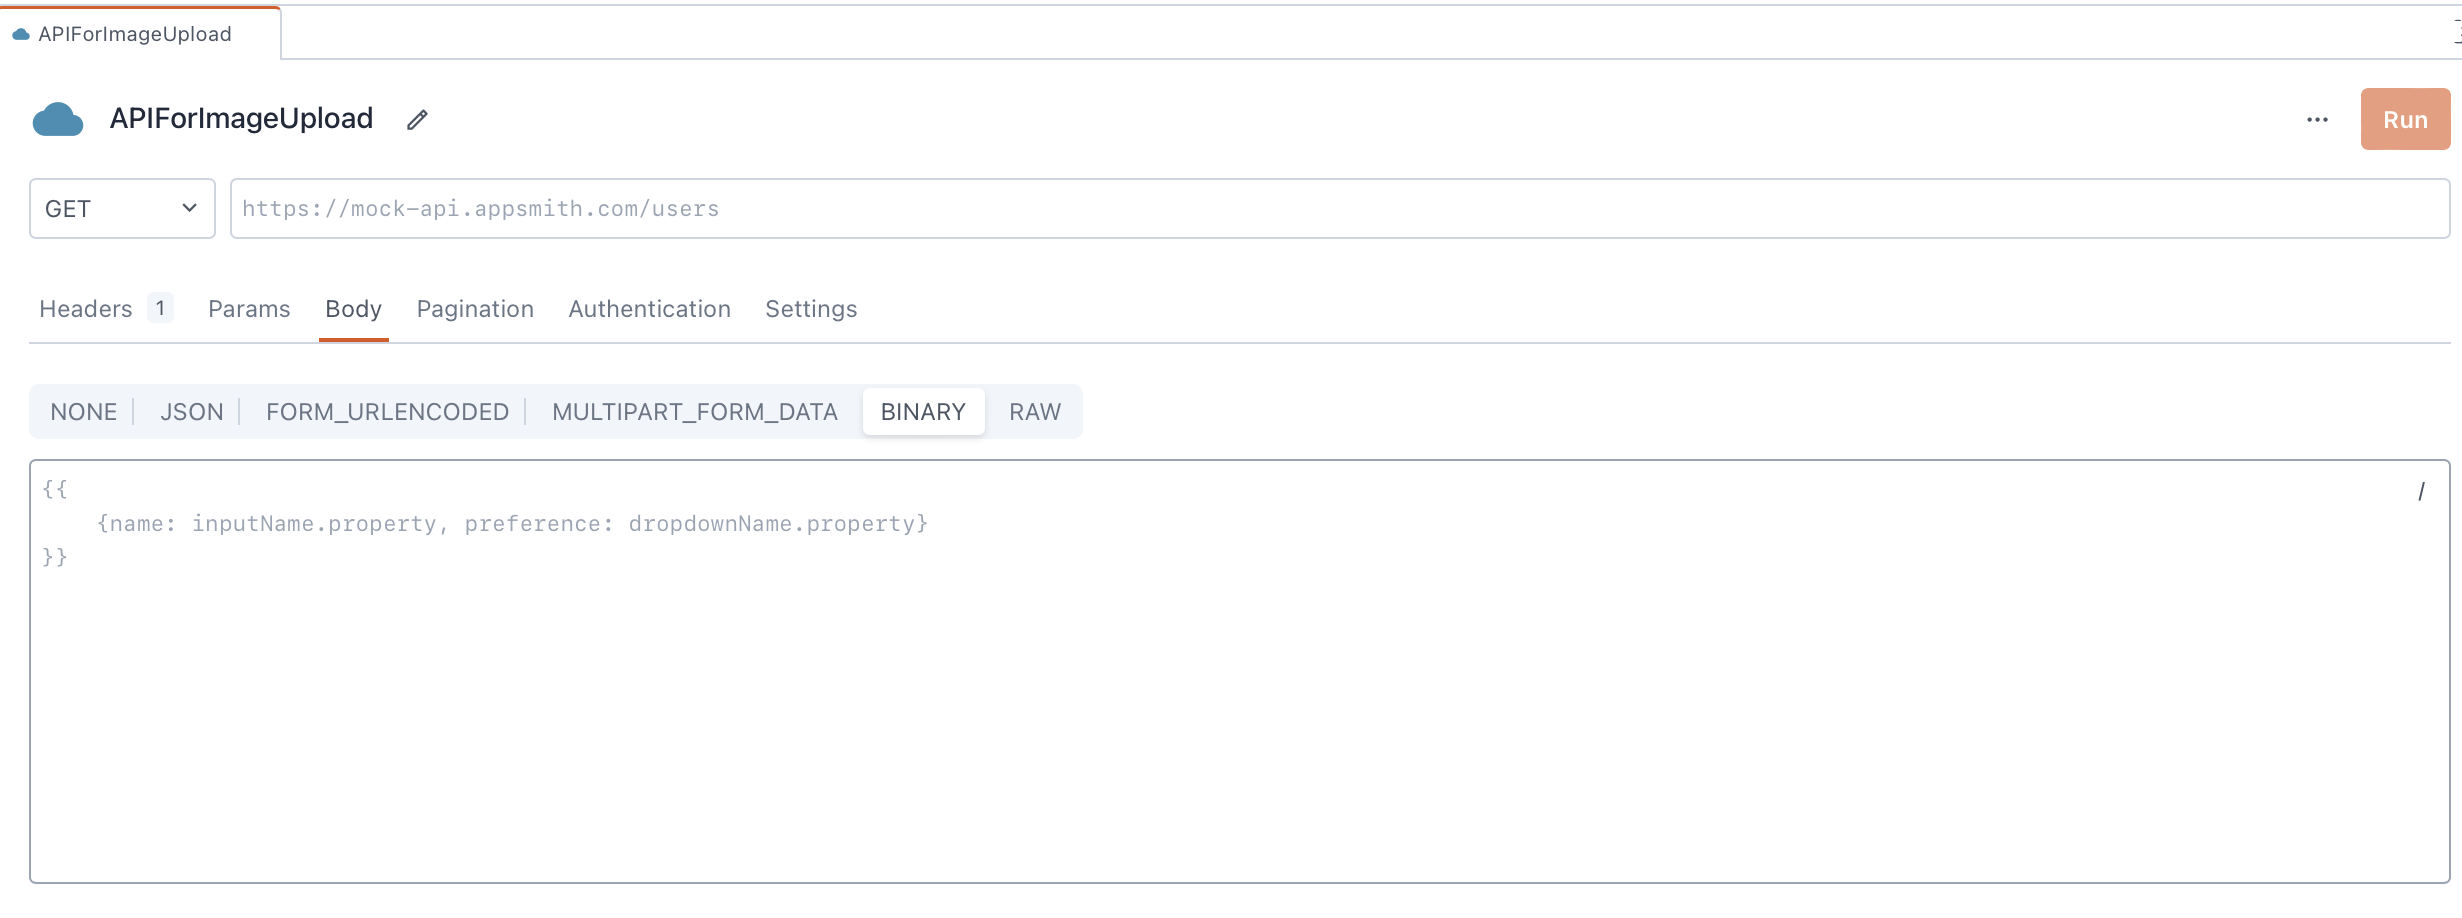 APIForImageUpload
APIForImageUpload
... Run
GET https://mock-api.appsmith.com/users
Headers 1 Params Body Pagination Authentication Settings
NONE JSON FORM_URLENCODED MULTIPART_FORM_DATA BINARY RAW
{{ /
{name: inputName.property, preference: dropdownName.property}
}}